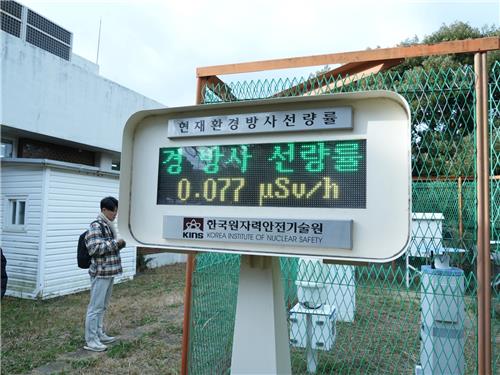 현재환경방사선량률
경 방사 선량률
0.077 µSv/h
KINS 한국원자력안전기술원
KOREA INSTITUTE OF NUCLEAR SAFETY